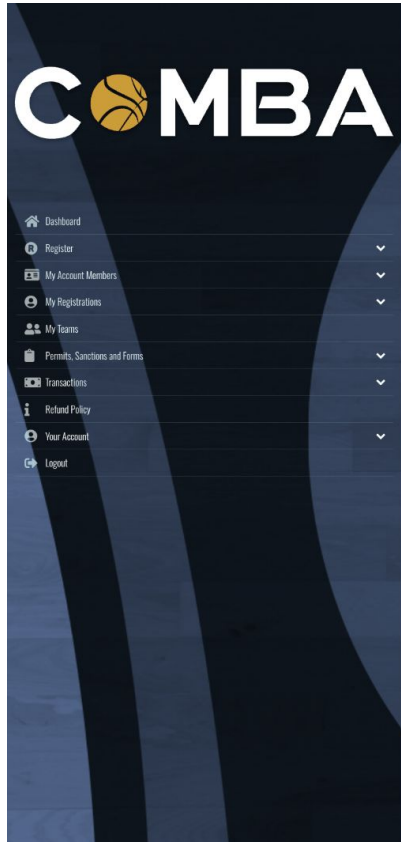 COMBA
Dashboard
Register
My Account Members
My Registrations
My Teams
Permits, Sanctions and Forms
Transactions
Refund Policy
Your Account
Logout